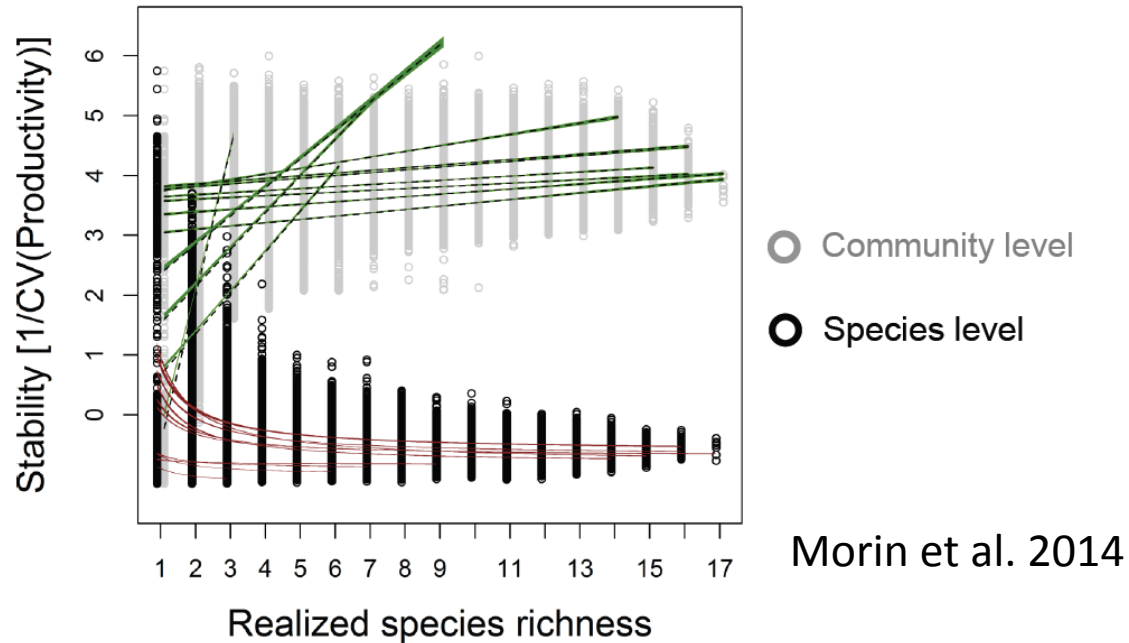 Stability [1/CV(Productivity)]
6
5
4
3
2
1
0
1 2 3 4 5 6 7 8 9 11 13 15 17
Realized species richness
Community level
Species level
Morin et al. 2014